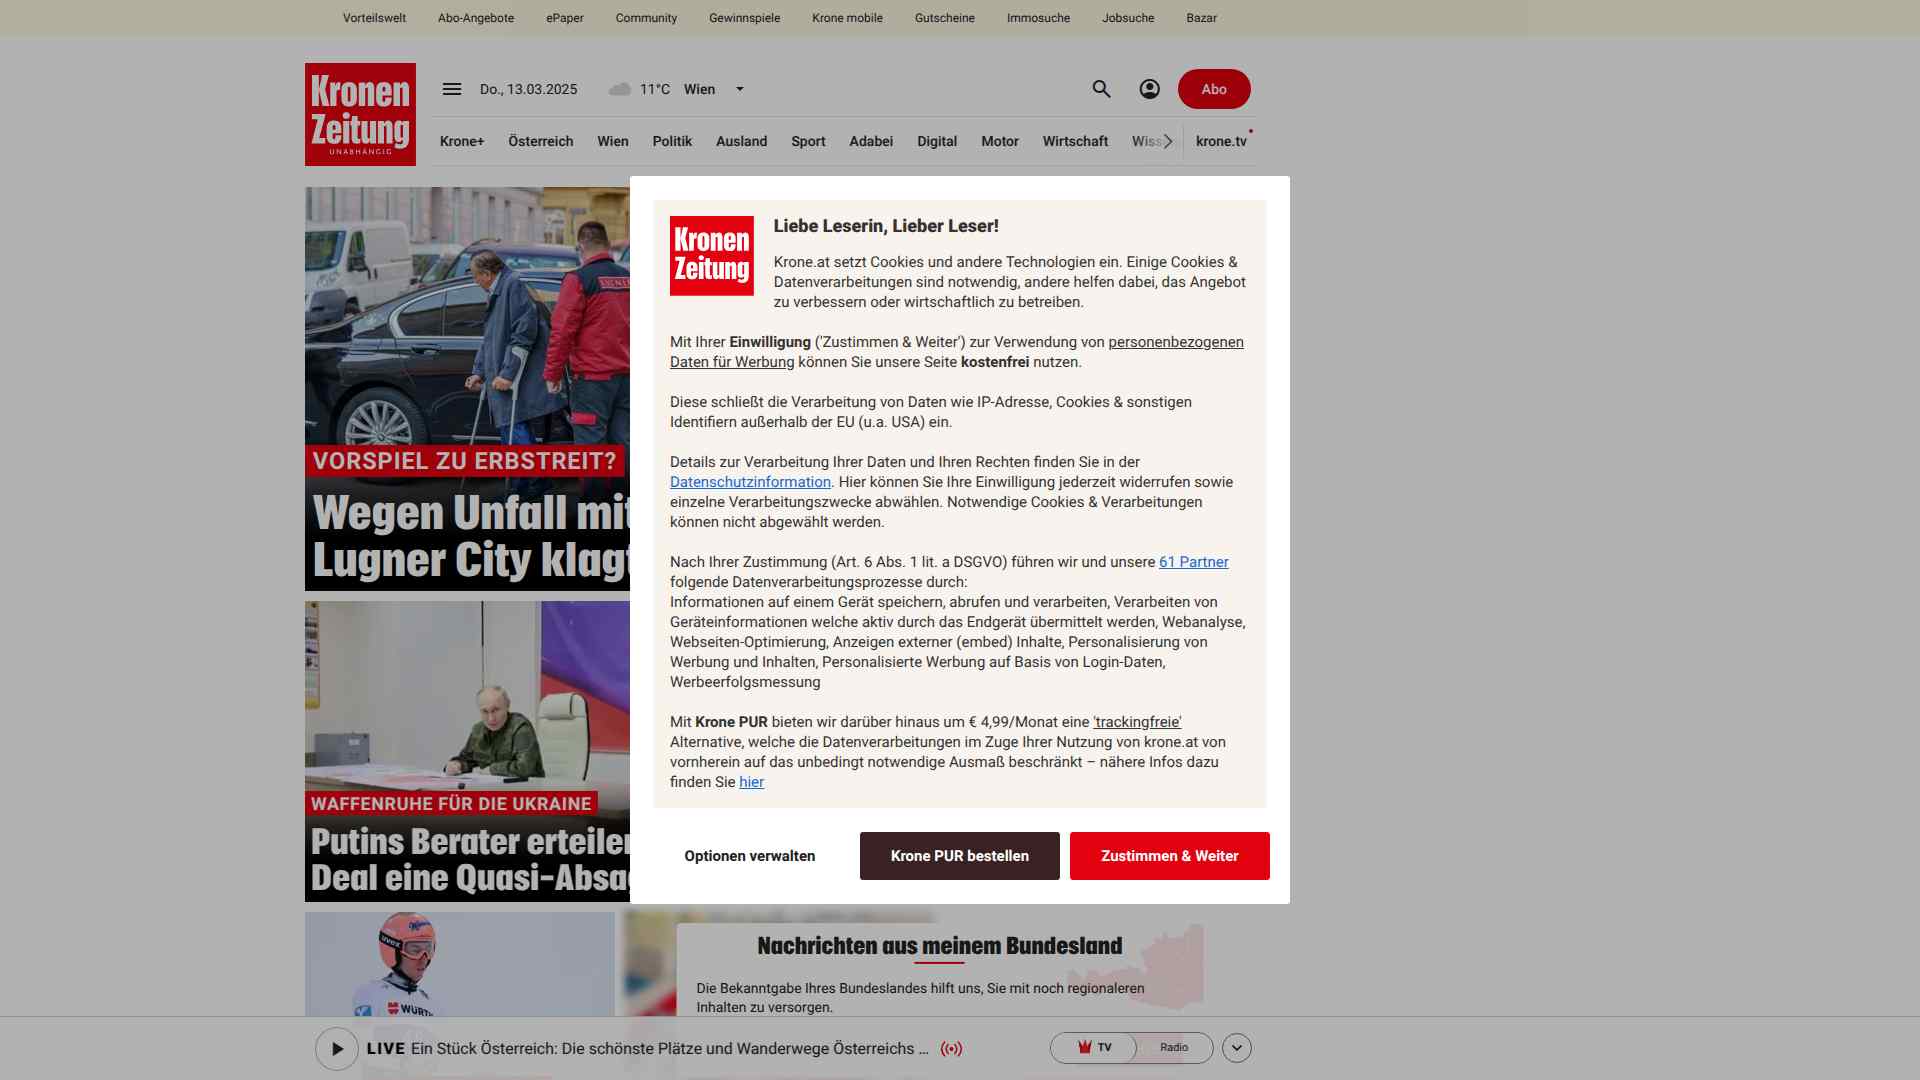 Vorteilswelt Abo-Angebote ePaper Community Gewinnspiele Krone mobile Gutscheine Immosuche Jobsuche Bazar
Kronen
Zeitung
UNABHÄNGIG
Do., 13.03.2025 11°C Wien Abo
Krone+ Österreich Wien Politik Ausland Sport Adabei Digital Motor Wirtschaft Wiss krone.tv
VORSPIEL ZU ERBSTREIT?
Wegen Unfall mit
Lugner City klagt
WAFFENRUHE FÜR DIE UKRAINE
Putins Berater erteilen
Deal eine Quasi-Absag
Kronen
Zeitung
Liebe Leserin, Lieber Leser!
Krone.at setzt Cookies und andere Technologien ein. Einige Cookies &
Datenverarbeitungen sind notwendig, andere helfen dabei, das Angebot
zu verbessern oder wirtschaftlich zu betreiben.
Mit Ihrer Einwilligung ('Zustimmen & Weiter') zur Verwendung von personenbezogenen
Daten für Werbung können Sie unsere Seite kostenfrei nutzen.
Diese schließt die Verarbeitung von Daten wie IP-Adresse, Cookies & sonstigen
Identifiern außerhalb der EU (u.a. USA) ein.
Details zur Verarbeitung Ihrer Daten und Ihren Rechten finden Sie in der
Datenschutzinformation. Hier können Sie Ihre Einwilligung jederzeit widerrufen sowie
einzelne Verarbeitungszwecke abwählen. Notwendige Cookies & Verarbeitungen
können nicht abgewählt werden.
Nach Ihrer Zustimmung (Art. 6 Abs. 1 lit. a DSGVO) führen wir und unsere 61 Partner
folgende Datenverarbeitungsprozesse durch:
Informationen auf einem Gerät speichern, abrufen und verarbeiten, Verarbeiten von
Geräteinformationen welche aktiv durch das Endgerät übermittelt werden, Webanalyse,
Webseiten-Optimierung, Anzeigen externer (embed) Inhalte, Personalisierung von
Werbung und Inhalten, Personalisierte Werbung auf Basis von Login-Daten,
Werbeerfolgsmessung
Mit Krone PUR bieten wir darüber hinaus um € 4,99/Monat eine 'trackingfreie'
Alternative, welche die Datenverarbeitungen im Zuge Ihrer Nutzung von krone.at von
vornherein auf das unbedingt notwendige Ausmaß beschränkt – nähere Infos dazu
finden Sie hier
Optionen verwalten Krone PUR bestellen Zustimmen & Weiter
uvex
WÜRTH
Nachrichten aus meinem Bundesland
Die Bekanntgabe Ihres Bundeslandes hilft uns, Sie mit noch regionaleren
Inhalten zu versorgen.
LIVE Ein Stück Österreich: Die schönste Plätze und Wanderwege Österreichs ... TV Radio